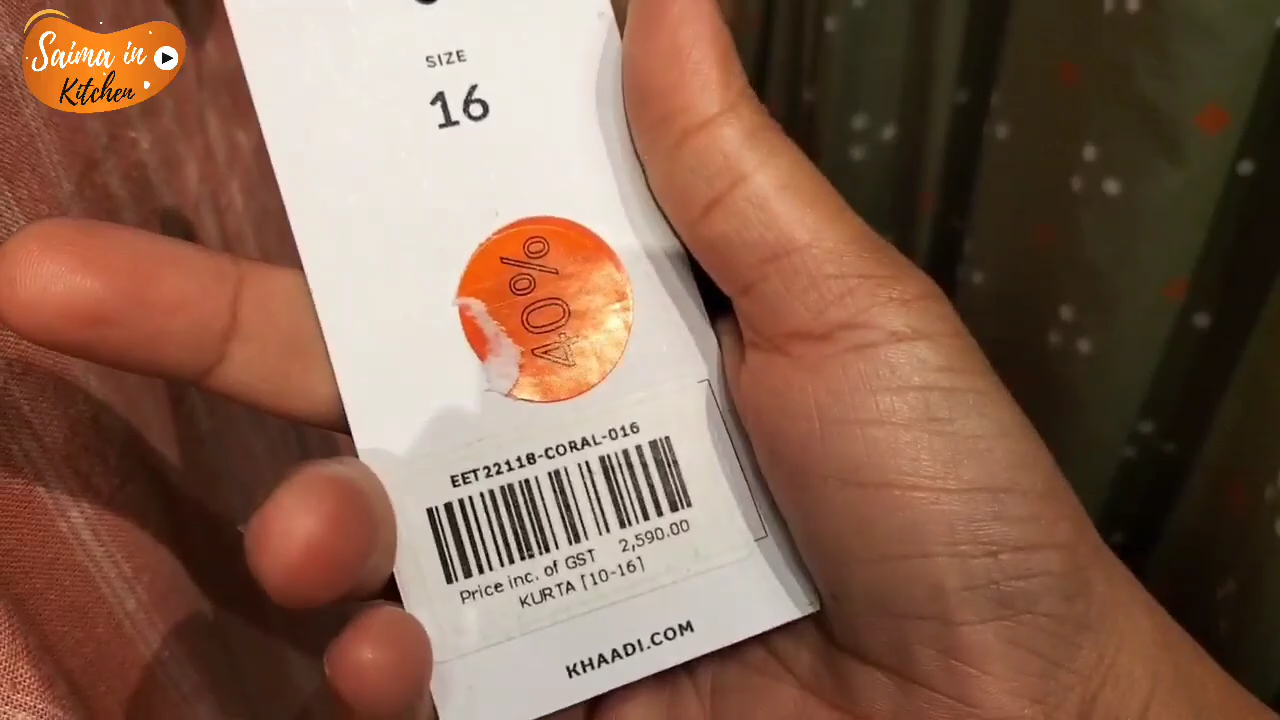 Saima in
Kitchen
SIZE
16
40%
EET22118-CORAL-016
Price inc. of GST 2,590.00
KURTA [10-16]
KHAADI.COM